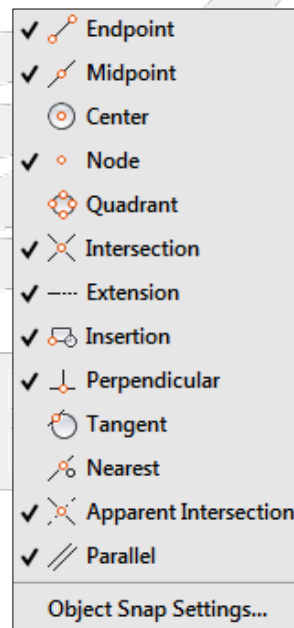 Endpoint
Midpoint
Center
Node
Quadrant
Intersection
Extension
Insertion
Perpendicular
Tangent
Nearest
Apparent Intersection
Parallel
Object Snap Settings...